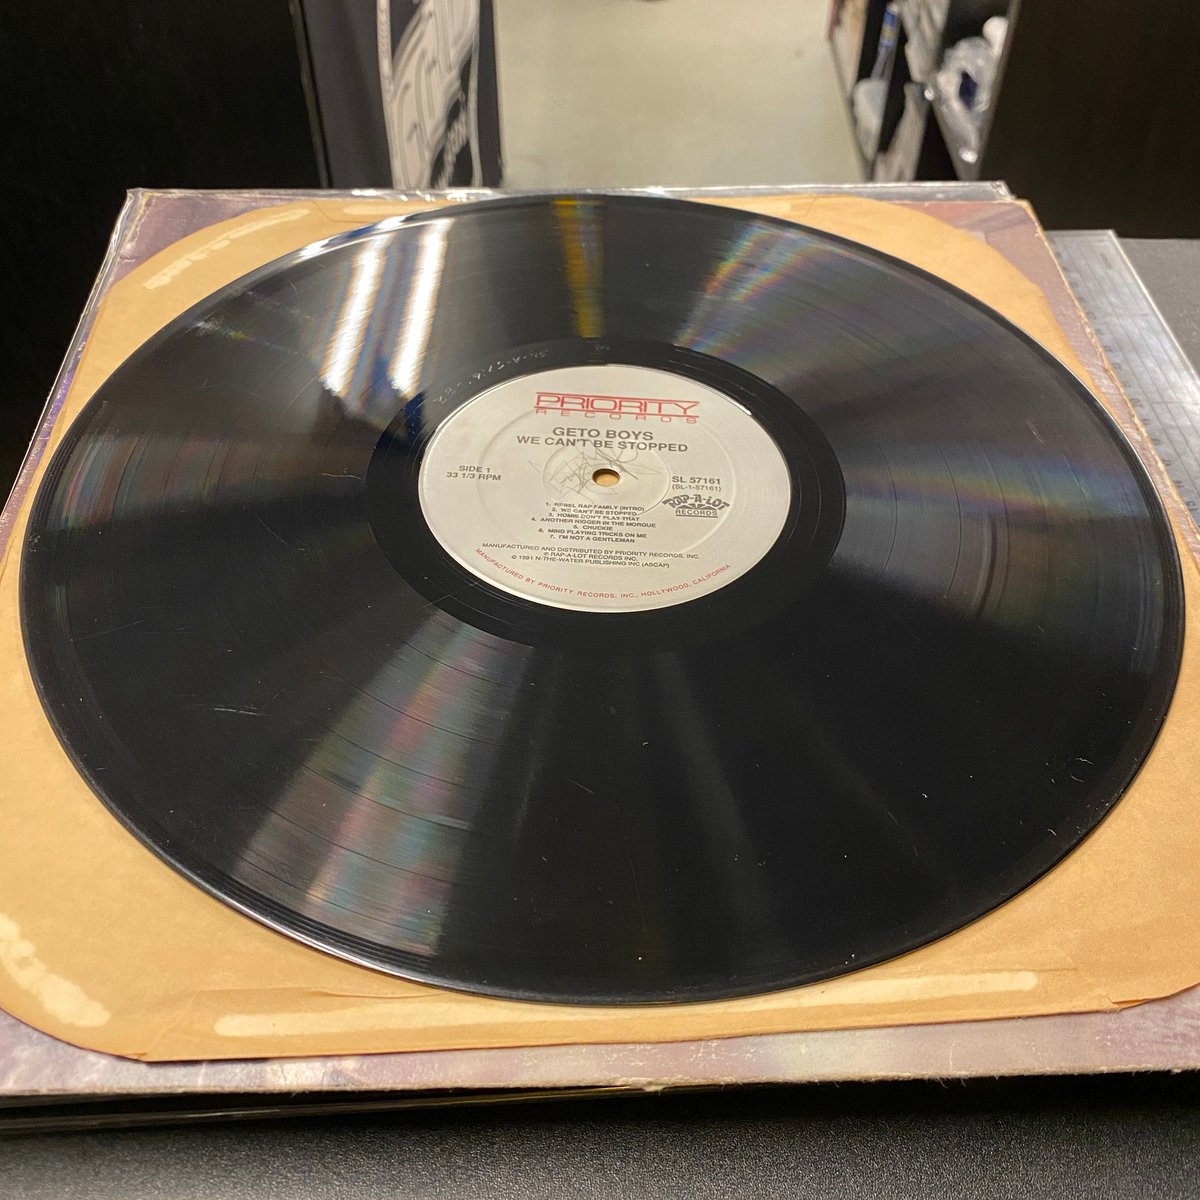 PRIORITY
RECORDS
GETO BOYS
WE CAN'T BE STOPPED
SIDE 1
33 1/3 RPM
SL 57161
(SL-1-57161)
RAP-A-LOT
RECORDS
1. REBEL RAP FAMILY (INTRO)
2. WE CAN'T BE STOPPED
3. HOMIE DON'T PLAY THAT
4. ANOTHER NIGGER IN THE MORGUE
5. CHUCKIE
6. MIND PLAYING TRICKS ON ME
7. I'M NOT A GENTLEMAN
MANUFACTURED AND DISTRIBUTED BY PRIORITY RECORDS, INC.
℗ RAP-A-LOT RECORDS INC.
© 1991 N-THE-WATER PUBLISHING INC (ASCAP)
MANUFACTURED BY PRIORITY RECORDS, INC., HOLLYWOOD, CALIFORNIA